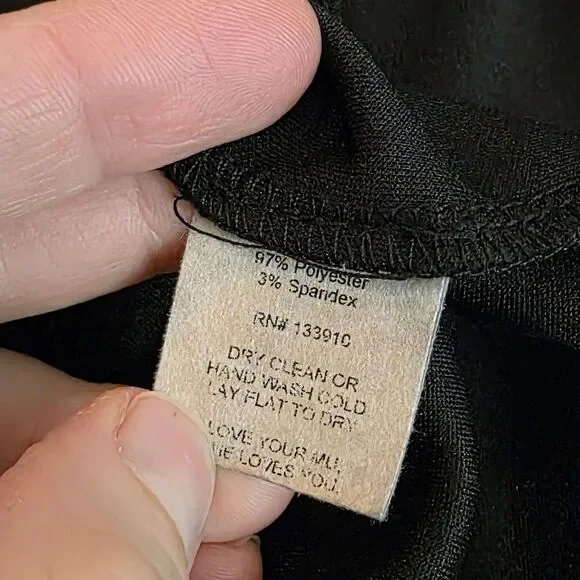 97% Polyester
3% Spandex
RN# 133910
DRY CLEAN OR
HAND WASH COLD
LAY FLAT TO DRY
LOVE YOUR
LOVES YOU.